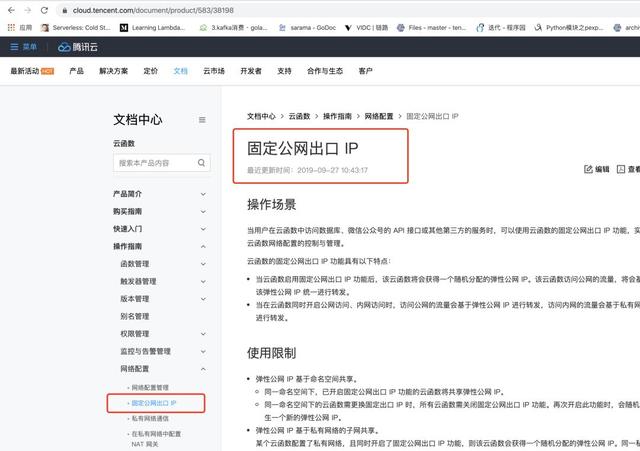 cloud.tencent.com/document/product/583/38198
应用
Serverless: Cold St...
Learning Lambda...
3.kafka消费 - gola...
sarama - GoDoc
VIDC | 链路
Files - master - ten...
迭代 - 程序园
Python模块之pexp...
菜单
腾讯云
最新活动 HOT
产品
解决方案
定价
文档
云市场
开发者
支持
合作与生态
客户
文档中心
云函数
搜索本产品内容
产品简介
购买指南
快速入门
操作指南
函数管理
触发器管理
版本管理
别名管理
权限管理
监控与告警管理
网络配置
网络配置管理
固定公网出口 IP
私有网络通信
在私有网络中配置
NAT 网关
文档中心 > 云函数 > 操作指南 > 网络配置 > 固定公网出口 IP
固定公网出口 IP
最近更新时间：2019-09-27 10:43:17
编辑
查看
操作场景
当用户在云函数中访问数据库、微信公众号的 API 接口或其他第三方的服务时，可以使用云函数的固定公网出口 IP 功能，实
云函数网络配置的控制与管理。
云函数的固定公网出口 IP 功能具有以下特点：
当云函数启用固定公网出口 IP 功能后，该云函数将会获得一个随机分配的弹性公网 IP。该云函数访问公网的流量，将会基
该弹性公网 IP 统一进行转发。
当在云函数同时开启公网访问、内网访问时，访问公网的流量会基于弹性公网 IP 进行转发，访问内网的流量会基于私有网
进行转发。
使用限制
弹性公网 IP 基于命名空间共享。
同一命名空间下，已开启固定公网出口 IP 功能的云函数将共享弹性公网 IP。
同一命名空间下的云函数需更换固定出口 IP 时，所有云函数需关闭固定公网出口 IP 功能。再次开启此功能时，会随机
生一个新的弹性公网 IP。
弹性公网 IP 基于私有网络的子网共享。
某个云函数配置了私有网络，且同时开启了固定公网出口 IP 功能，则该云函数会获得一个随机分配的弹性公网 IP。同一私